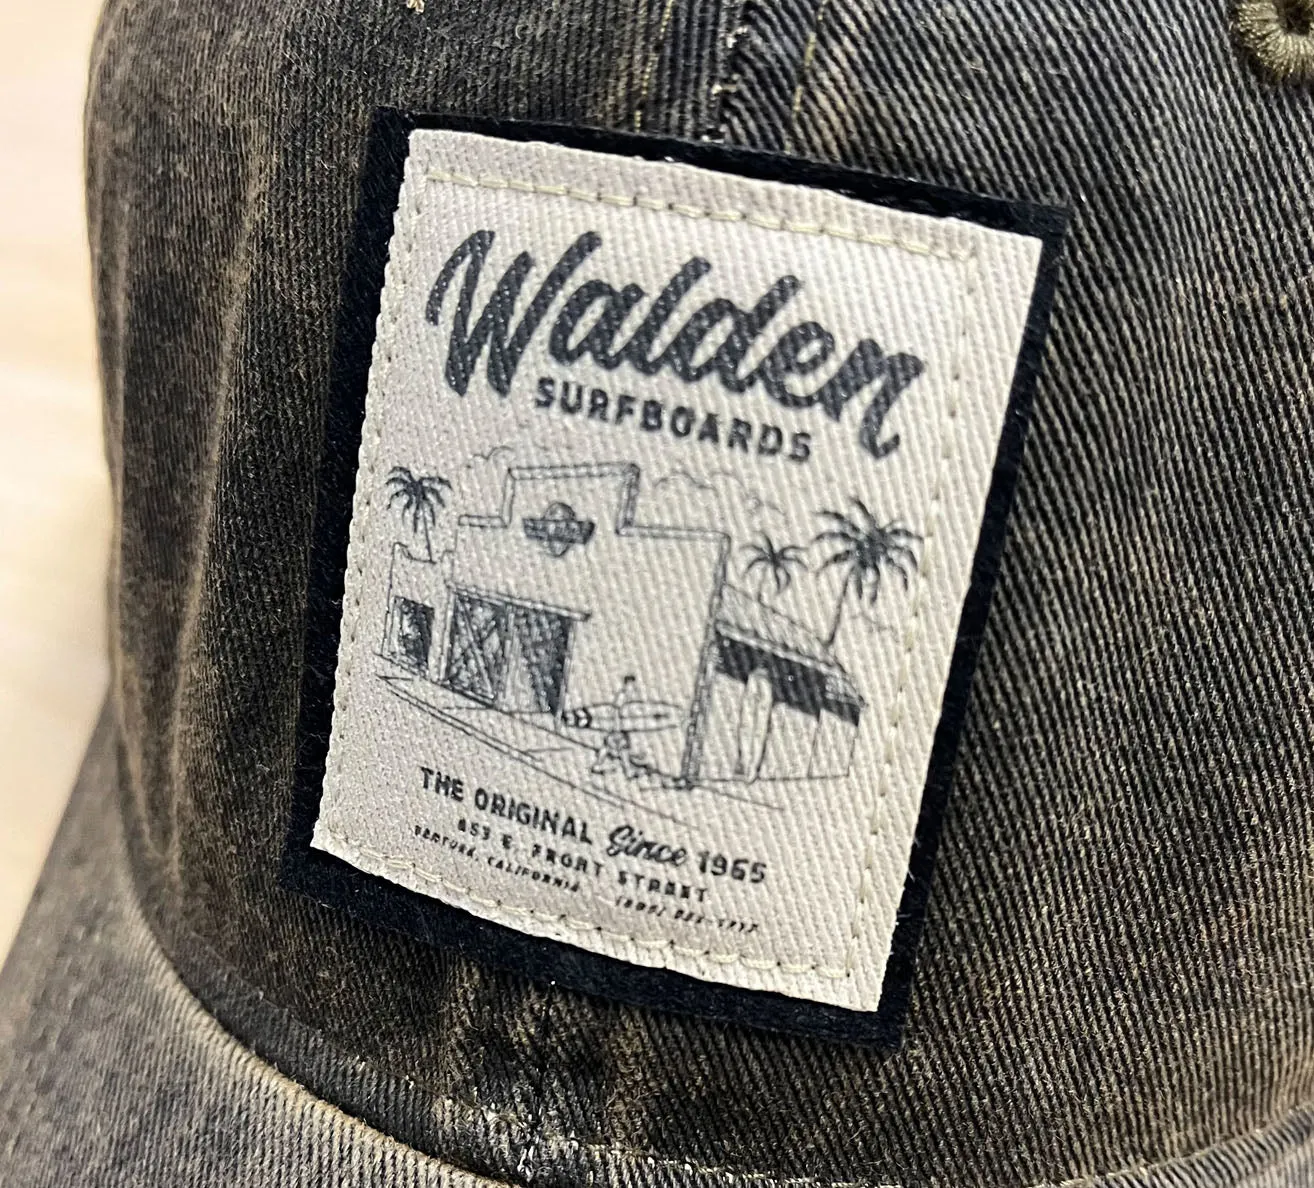 Walden
SURFBOARDS
THE ORIGINAL Since 1965
853 E. FRONT STREET
VENTURA, CALIFORNIA